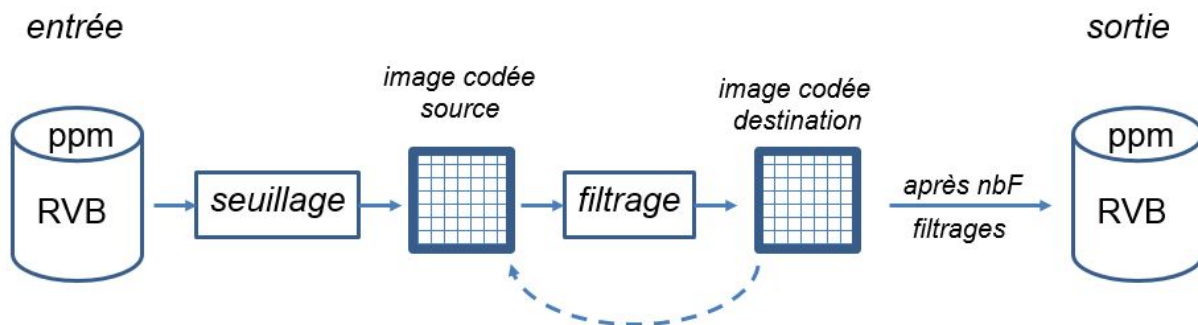 entrée
sortie
image codée
source
image codée
destination
ppm
RVB
seuillage
filtrage
après nbF
filtrages
ppm
RVB